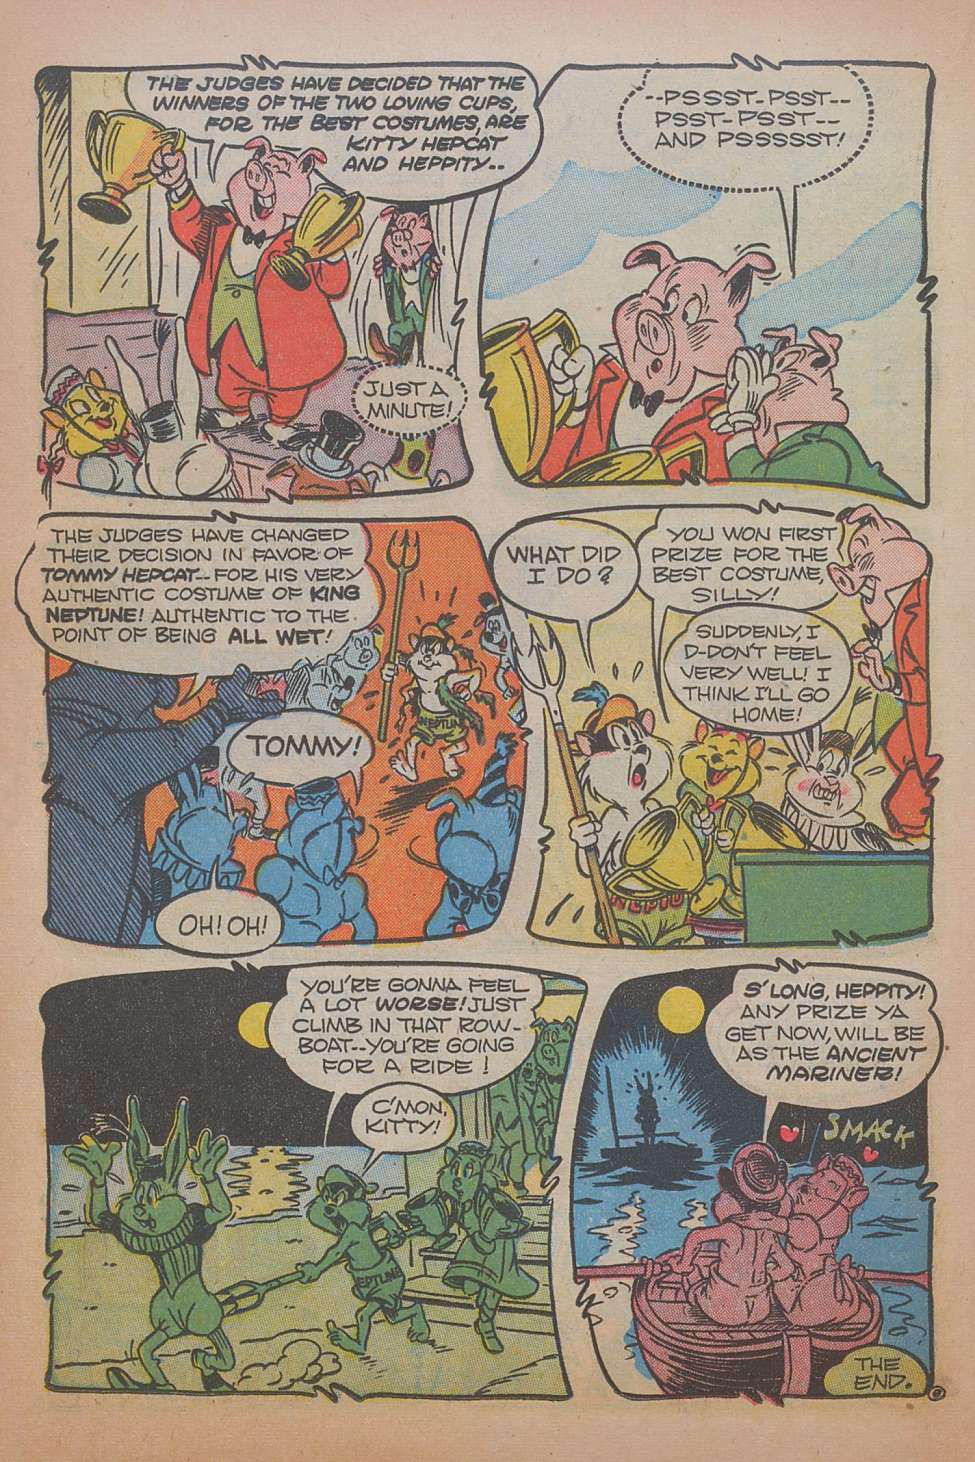 THE JUDGES HAVE DECIDED THAT THE
WINNERS OF THE TWO LOVING CUPS,
FOR THE BEST COSTUMES, ARE
KITTY HEPCAT
AND HEPPITY--
JUST A
MINUTE!
--PSSST-PSST--
PSST-PSST--
AND PSSSSST!
THE JUDGES HAVE CHANGED
THEIR DECISION IN FAVOR OF
TOMMY HEPCAT-- FOR HIS VERY
AUTHENTIC COSTUME OF KING
NEPTUNE! AUTHENTIC TO THE
POINT OF BEING ALL WET!
NEPTUNE
TOMMY!
OH! OH!
WHAT DID
I DO?
YOU WON FIRST
PRIZE FOR THE
BEST COSTUME,
SILLY!
SUDDENLY, I
D-DON'T FEEL
VERY WELL! I
THINK I'LL GO
HOME!
YOU'RE GONNA FEEL
A LOT WORSE! JUST
CLIMB IN THAT ROW-
BOAT--YOU'RE GOING
FOR A RIDE!
C'MON,
KITTY!
NEPTUNE
S'LONG, HEPPITY!
ANY PRIZE YA
GET NOW, WILL BE
AS THE ANCIENT
MARINER!
SMACK
THE
END.